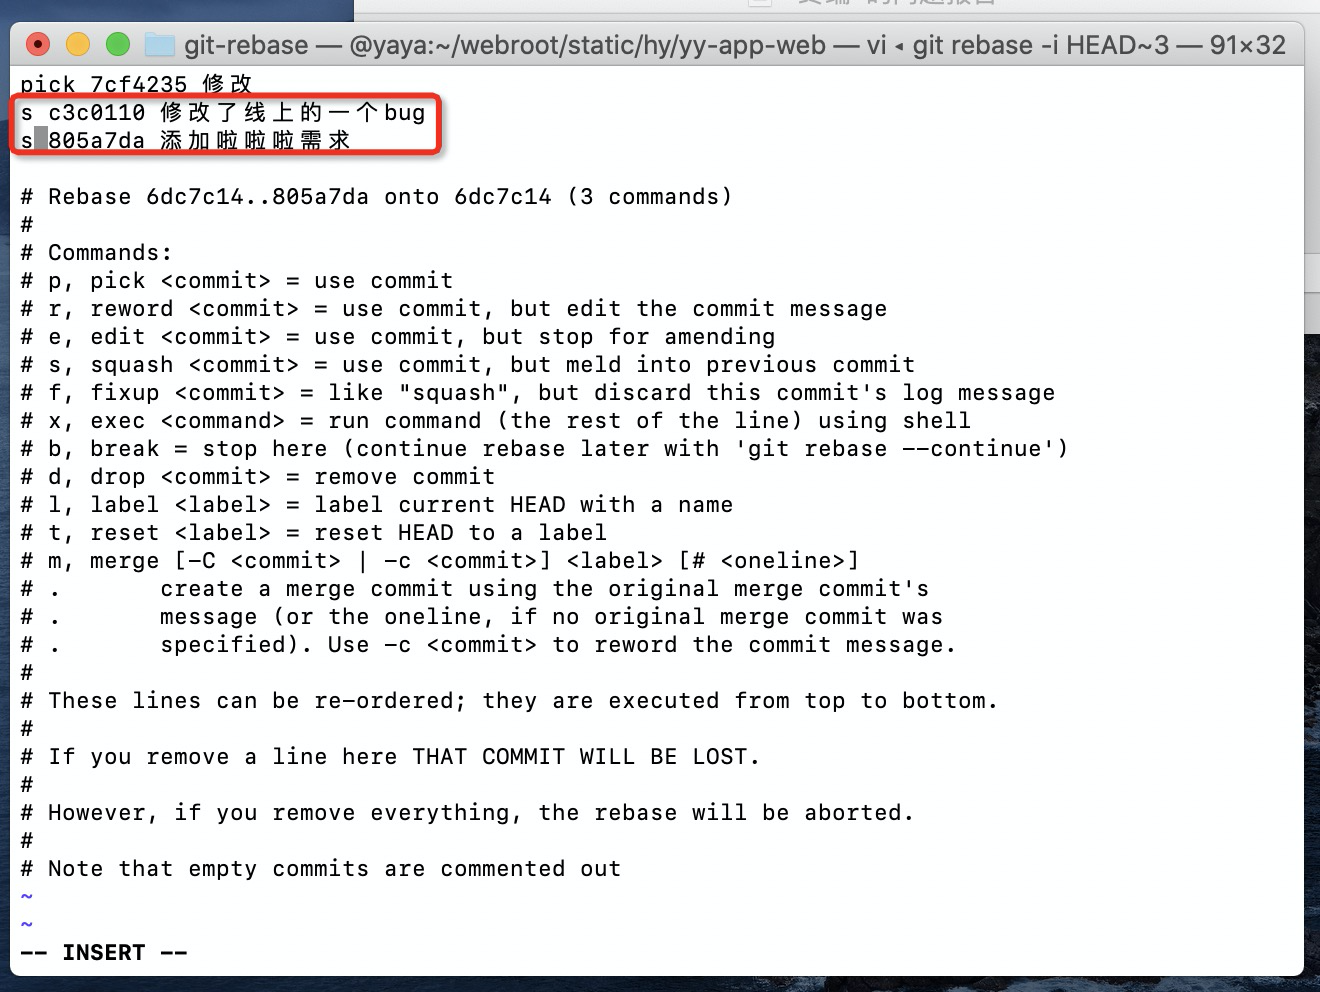 git-rebase — @yaya:~/webroot/static/hy/yy-app-web — vi ◂ git rebase -i HEAD~3 — 91×32
pick 7cf4235 修改
s c3c0110 修改了线上的一个bug
s 805a7da 添加啦啦啦需求
# Rebase 6dc7c14..805a7da onto 6dc7c14 (3 commands)
#
# Commands:
# p, pick <commit> = use commit
# r, reword <commit> = use commit, but edit the commit message
# e, edit <commit> = use commit, but stop for amending
# s, squash <commit> = use commit, but meld into previous commit
# f, fixup <commit> = like "squash", but discard this commit's log message
# x, exec <command> = run command (the rest of the line) using shell
# b, break = stop here (continue rebase later with 'git rebase --continue')
# d, drop <commit> = remove commit
# l, label <label> = label current HEAD with a name
# t, reset <label> = reset HEAD to a label
# m, merge [-C <commit> | -c <commit>] <label> [# <oneline>]
# .       create a merge commit using the original merge commit's
# .       message (or the oneline, if no original merge commit was
# .       specified). Use -c <commit> to reword the commit message.
#
# These lines can be re-ordered; they are executed from top to bottom.
#
# If you remove a line here THAT COMMIT WILL BE LOST.
#
# However, if you remove everything, the rebase will be aborted.
#
# Note that empty commits are commented out
~
~
-- INSERT --